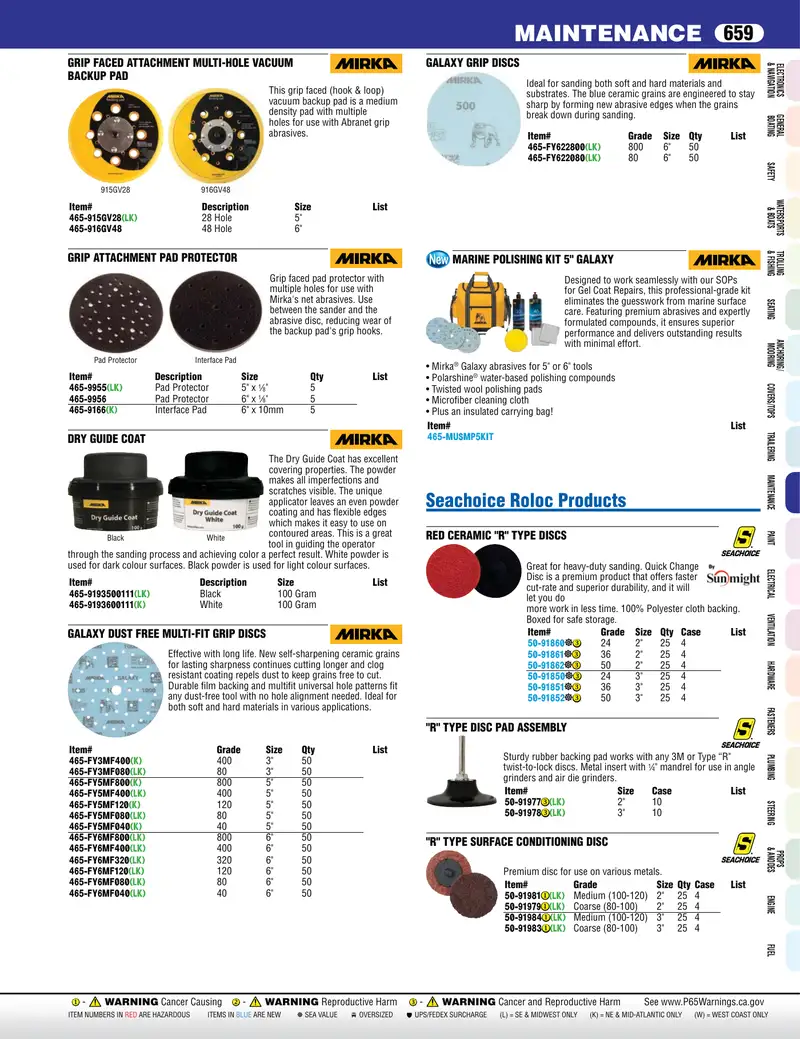 MAINTENANCE 659
GRIP FACED ATTACHMENT MULTI-HOLE VACUUM
BACKUP PAD
MIRKA
This grip faced (hook & loop)
vacuum backup pad is a medium
density pad with multiple
holes for use with Abranet grip
abrasives.
915GV28 916GV48
Item# Description Size List
465-915GV28(LK) 28 Hole 5"
465-916GV48 48 Hole 6"
GRIP ATTACHMENT PAD PROTECTOR
MIRKA
Grip faced pad protector with
multiple holes for use with
Mirka's net abrasives. Use
between the sander and the
abrasive disc, reducing wear of
the backup pad's grip hooks.
Pad Protector Interface Pad
Item# Description Size Qty List
465-9955(LK) Pad Protector 5" x ⅛" 5
465-9956 Pad Protector 6" x ⅛" 5
465-9166(K) Interface Pad 6" x 10mm 5
DRY GUIDE COAT
MIRKA
The Dry Guide Coat has excellent
covering properties. The powder
makes all imperfections and
scratches visible. The unique
applicator leaves an even powder
coating and has flexible edges
which makes it easy to use on
contoured areas. This is a great
tool in guiding the operator
through the sanding process and achieving color a perfect result. White powder is
used for dark colour surfaces. Black powder is used for light colour surfaces.
Dry Guide Coat
100 g
Dry Guide Coat
White
100 g
Black White
Item# Description Size List
465-9193500111(LK) Black 100 Gram
465-9193600111(K) White 100 Gram
GALAXY DUST FREE MULTI-FIT GRIP DISCS
MIRKA
Effective with long life. New self-sharpening ceramic grains
for lasting sharpness continues cutting longer and clog
resistant coating repels dust to keep grains free to cut.
Durable film backing and multifit universal hole patterns fit
any dust-free tool with no hole alignment needed. Ideal for
both soft and hard materials in various applications.
Item# Grade Size Qty List
465-FY3MF400(K) 400 3" 50
465-FY3MF080(LK) 80 3" 50
465-FY5MF800(K) 800 5" 50
465-FY5MF400(LK) 400 5" 50
465-FY5MF120(K) 120 5" 50
465-FY5MF080(LK) 80 5" 50
465-FY5MF040(K) 40 5" 50
465-FY6MF800(LK) 800 6" 50
465-FY6MF400(LK) 400 6" 50
465-FY6MF320(LK) 320 6" 50
465-FY6MF120(LK) 120 6" 50
465-FY6MF080(LK) 80 6" 50
465-FY6MF040(LK) 40 6" 50
GALAXY GRIP DISCS
MIRKA
MIRKA
500
Ideal for sanding both soft and hard materials and
substrates. The blue ceramic grains are engineered to stay
sharp by forming new abrasive edges when the grains
break down during sanding.
Item# Grade Size Qty List
465-FY622800(LK) 800 6" 50
465-FY622080(LK) 80 6" 50
New MARINE POLISHING KIT 5" GALAXY
MIRKA
Designed to work seamlessly with our SOPs
for Gel Coat Repairs, this professional-grade kit
eliminates the guesswork from marine surface
care. Featuring premium abrasives and expertly
formulated compounds, it ensures superior
performance and delivers outstanding results
with minimal effort.
• Mirka® Galaxy abrasives for 5" or 6" tools
• Polarshine® water-based polishing compounds
• Twisted wool polishing pads
• Microfiber cleaning cloth
• Plus an insulated carrying bag!
Item# List
465-MUSMP5KIT
Seachoice Roloc Products
RED CERAMIC "R" TYPE DISCS
S
SEACHOICE
Great for heavy-duty sanding. Quick Change
Disc is a premium product that offers faster
cut-rate and superior durability, and it will
let you do
more work in less time. 100% Polyester cloth backing.
Boxed for safe storage.
By
Sunmight
Item# Grade Size Qty Case List
50-91860 3 24 2" 25 4
50-91861 3 36 2" 25 4
50-91862 3 50 2" 25 4
50-91850 3 24 3" 25 4
50-91851 3 36 3" 25 4
50-91852 3 50 3" 25 4
"R" TYPE DISC PAD ASSEMBLY
S
SEACHOICE
Sturdy rubber backing pad works with any 3M or Type “R”
twist-to-lock discs. Metal insert with ¼" mandrel for use in angle
grinders and air die grinders.
Item# Size Case List
50-91977 3 (LK) 2" 10
50-91978 3 (LK) 3" 10
"R" TYPE SURFACE CONDITIONING DISC
S
SEACHOICE
Premium disc for use on various metals.
Item# Grade Size Qty Case List
50-91981 1 (LK) Medium (100-120) 2" 25 4
50-91979 1 (LK) Coarse (80-100) 2" 25 4
50-91984 1 (LK) Medium (100-120) 3" 25 4
50-91983 1 (LK) Coarse (80-100) 3" 25 4
ELECTRONICS
& NAVIGATION
GENERAL
BOATING
SAFETY
WATERSPORTS
& BOATS
TROLLING
& FISHING
SEATING
ANCHORING/
MOORING
COVERS/TOPS
TRAILERING
MAINTENANCE
PAINT
ELECTRICAL
VENTILATION
HARDWARE
FASTENERS
PLUMBING
STEERING
PROPS
& ANODES
ENGINE
FUEL
1 - WARNING Cancer Causing 2 - WARNING Reproductive Harm 3 - WARNING Cancer and Reproductive Harm See www.P65Warnings.ca.gov
ITEM NUMBERS IN RED ARE HAZARDOUS ITEMS IN BLUE ARE NEW SEA VALUE OVERSIZED UPS/FEDEX SURCHARGE (L) = SE & MIDWEST ONLY (K) = NE & MID-ATLANTIC ONLY (W) = WEST COAST ONLY